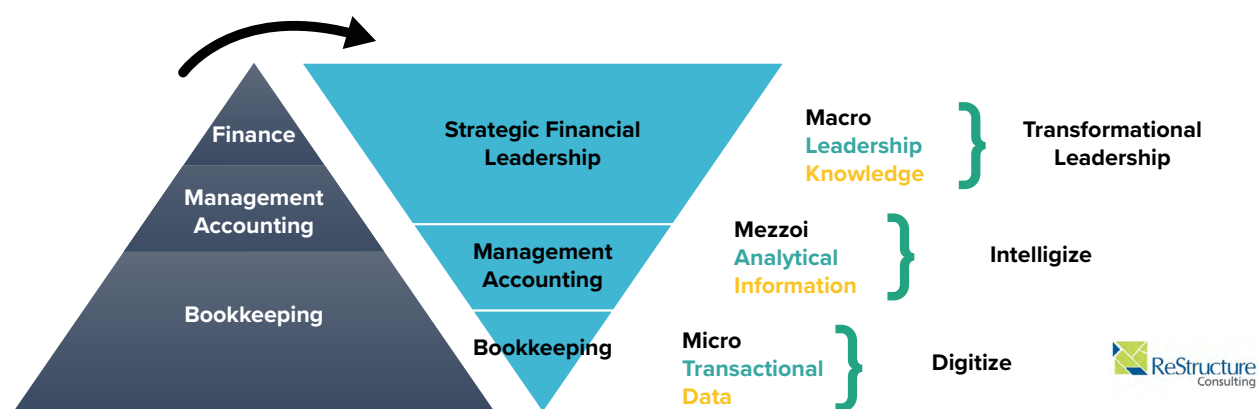 Finance
Management
Accounting
Bookkeeping
Strategic Financial
Leadership
Management
Accounting
Bookkeeping
Macro
Leadership
Knowledge
Transformational
Leadership
Mezzoi
Analytical
Information
Intelligize
Micro
Transactional
Data
Digitize
ReStructure
Consulting